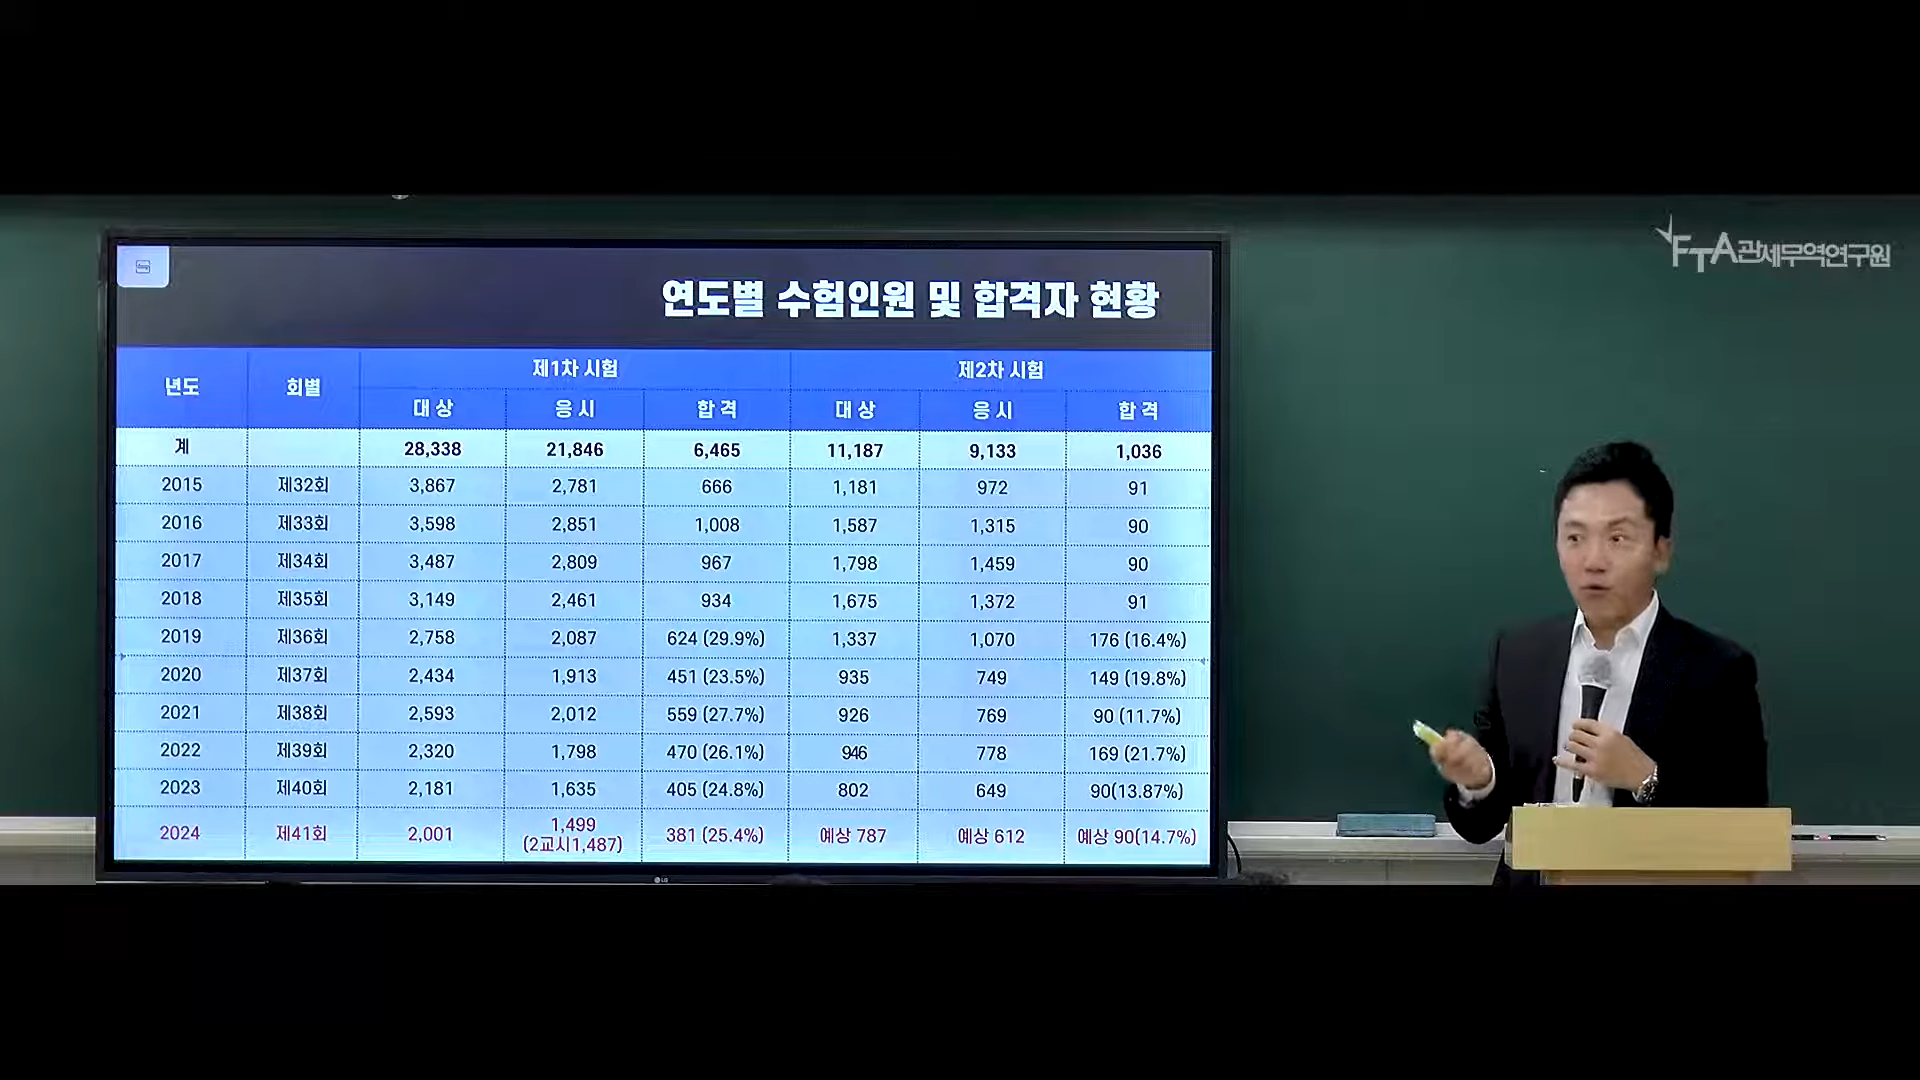 FTA관세무역연구원
연도별 수험인원 및 합격자 현황
년도 회별 제1차 시험 제2차 시험
대 상 응 시 합 격 대 상 응 시 합 격
계 28,338 21,846 6,465 11,187 9,133 1,036
2015 제32회 3,867 2,781 666 1,181 972 91
2016 제33회 3,598 2,851 1,008 1,587 1,315 90
2017 제34회 3,487 2,809 967 1,798 1,459 90
2018 제35회 3,149 2,461 934 1,675 1,372 91
2019 제36회 2,758 2,087 624 (29.9%) 1,337 1,070 176 (16.4%)
2020 제37회 2,434 1,913 451 (23.5%) 935 749 149 (19.8%)
2021 제38회 2,593 2,012 559 (27.7%) 926 769 90 (11.7%)
2022 제39회 2,320 1,798 470 (26.1%) 946 778 169 (21.7%)
2023 제40회 2,181 1,635 405 (24.8%) 802 649 90(13.87%)
2024 제41회 2,001 1,499 381 (25.4%) 예상 787 예상 612 예상 90(14.7%)
(2교시1,487)
LG